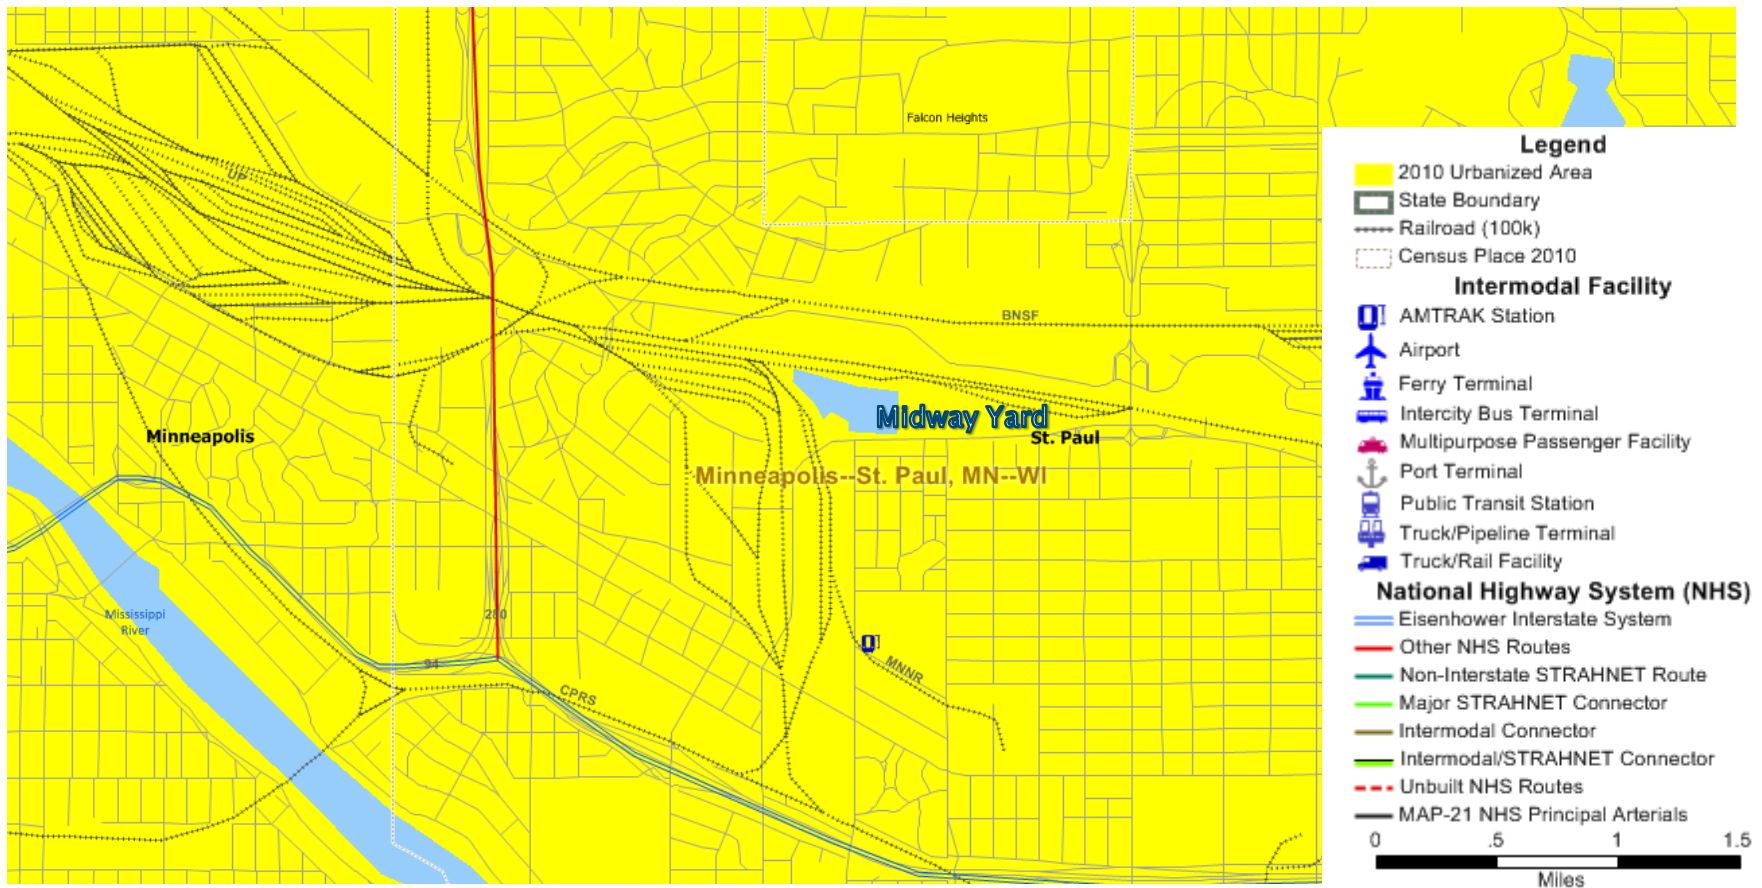 Falcon Heights
UP
BNSF
Midway Yard
Minneapolis
St. Paul
Minneapolis--St. Paul, MN--WI
Mississippi
River
280
94
CPRS
MNNR
Legend
2010 Urbanized Area
State Boundary
Railroad (100k)
Census Place 2010
Intermodal Facility
AMTRAK Station
Airport
Ferry Terminal
Intercity Bus Terminal
Multipurpose Passenger Facility
Port Terminal
Public Transit Station
Truck/Pipeline Terminal
Truck/Rail Facility
National Highway System (NHS)
Eisenhower Interstate System
Other NHS Routes
Non-Interstate STRAHNET Route
Major STRAHNET Connector
Intermodal Connector
Intermodal/STRAHNET Connector
Unbuilt NHS Routes
MAP-21 NHS Principal Arterials
0 .5 1 1.5
Miles